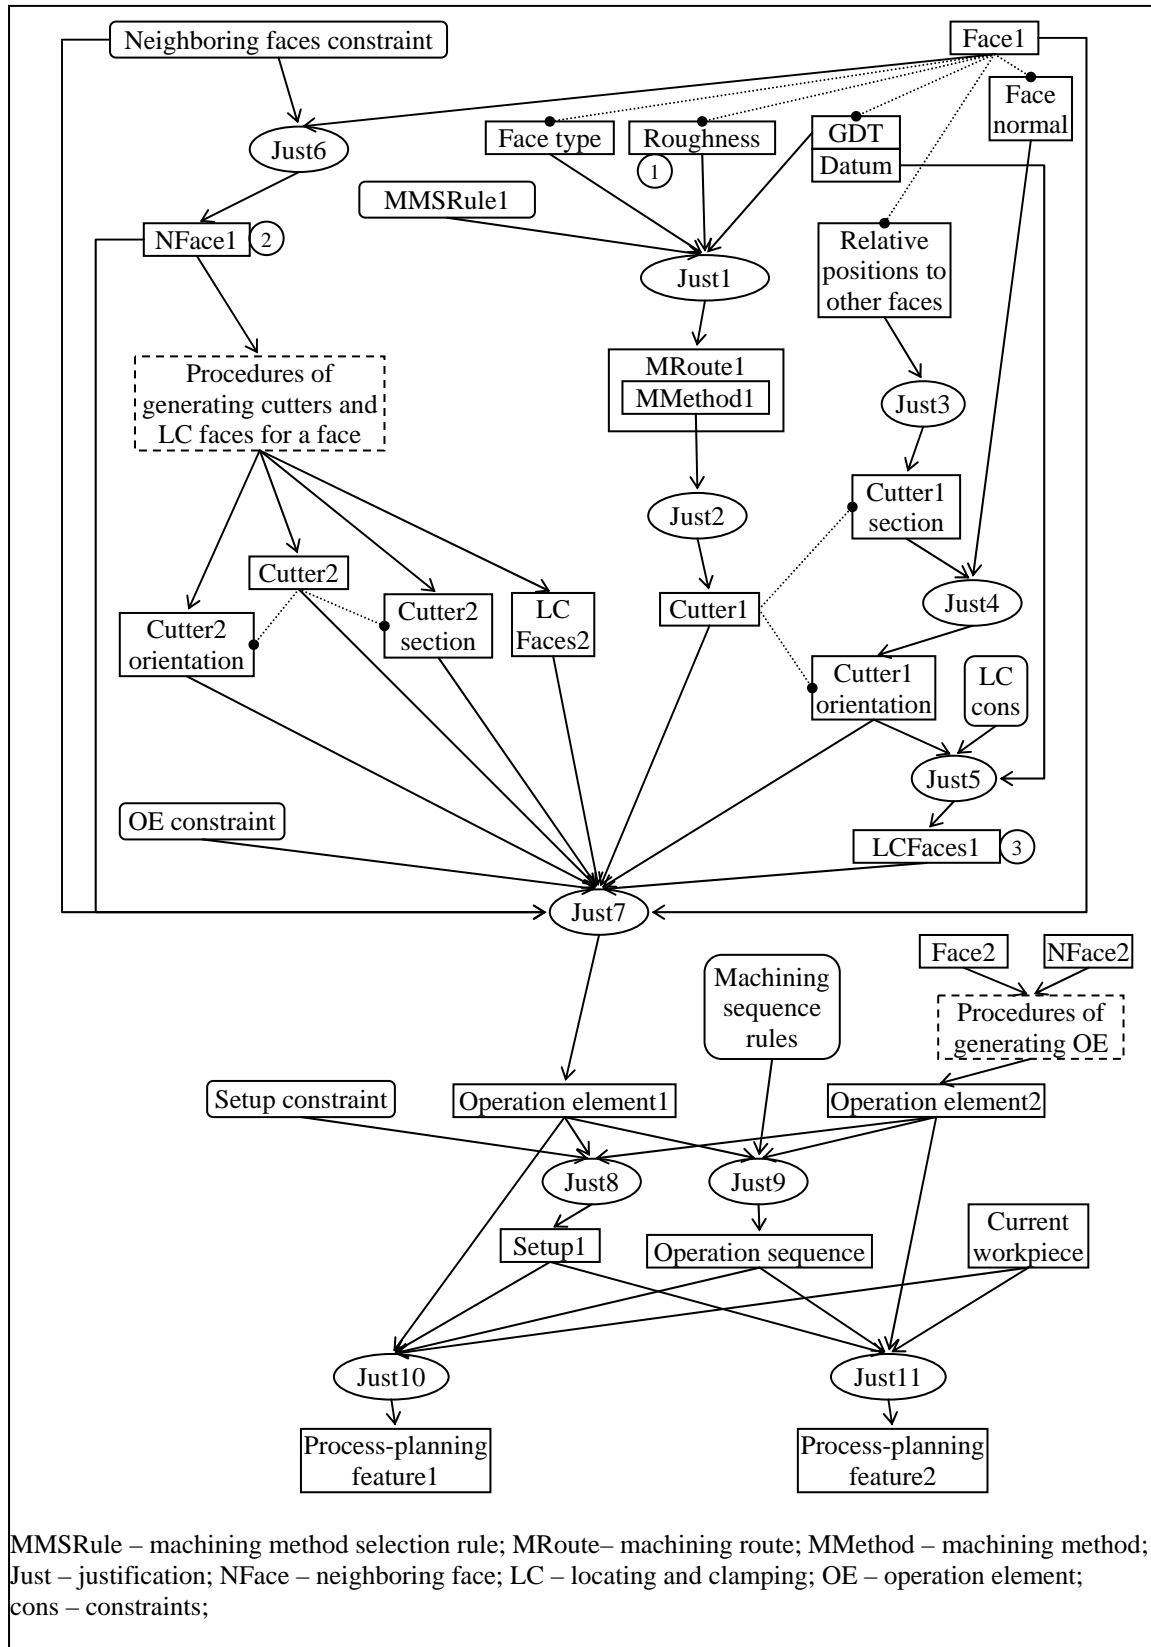 Neighboring faces constraint
Face1
Face
normal
Just6
Face type
Roughness
GDT
Datum
1
MMSRule1
NFace1
2
Just1
Relative
positions to
other faces
Procedures of
generating cutters and
LC faces for a face
MRoute1
MMethod1
Just3
Just2
Cutter1
section
Cutter2
Cutter2
orientation
Cutter2
section
LC
Faces2
Cutter1
Just4
Cutter1
orientation
LC
cons
Just5
OE constraint
LCFaces1
3
Just7
Face2
NFace2
Machining
sequence
rules
Procedures of
generating OE
Setup constraint
Operation element1
Operation element2
Just8
Just9
Setup1
Operation sequence
Current
workpiece
Just10
Just11
Process-planning
feature1
Process-planning
feature2
MMSRule – machining method selection rule; MRoute– machining route; MMethod – machining method;
Just – justification; NFace – neighboring face; LC – locating and clamping; OE – operation element;
cons – constraints;